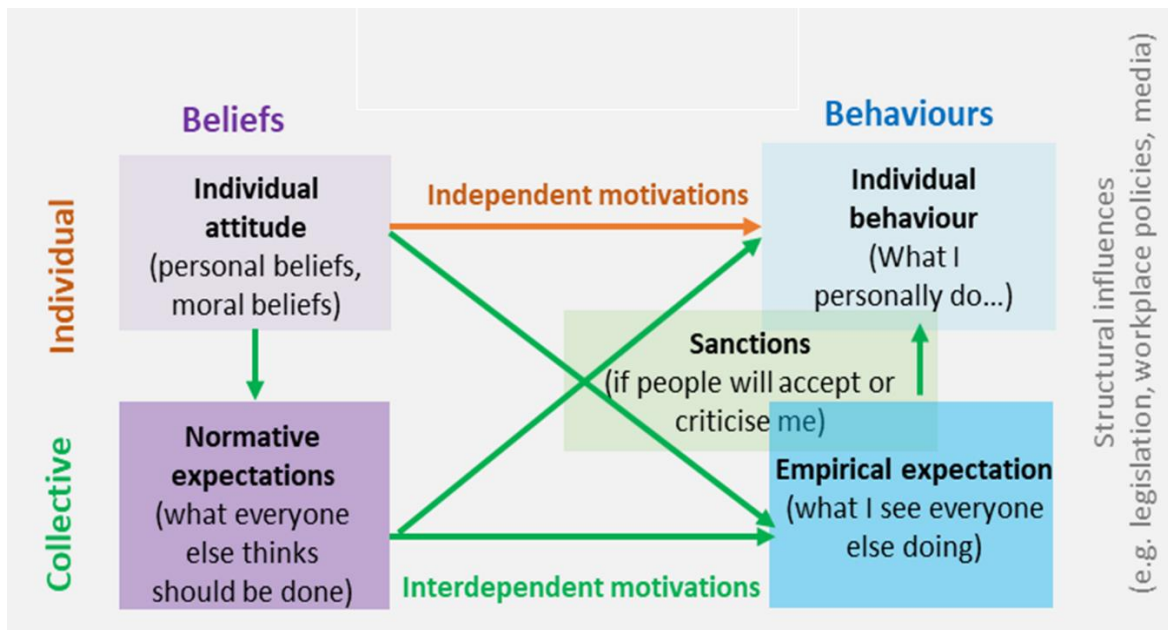 Beliefs
Behaviours
Individual
Individual
attitude
(personal beliefs,
moral beliefs)
Independent motivations
Individual
behaviour
(What I
personally do...)
Sanctions
(if people will accept or
criticise me)
Collective
Normative
expectations
(what everyone
else thinks
should be done)
Interdependent motivations
Empirical expectation
(what I see everyone
else doing)
Structural influences
(e.g. legislation, workplace policies, media)